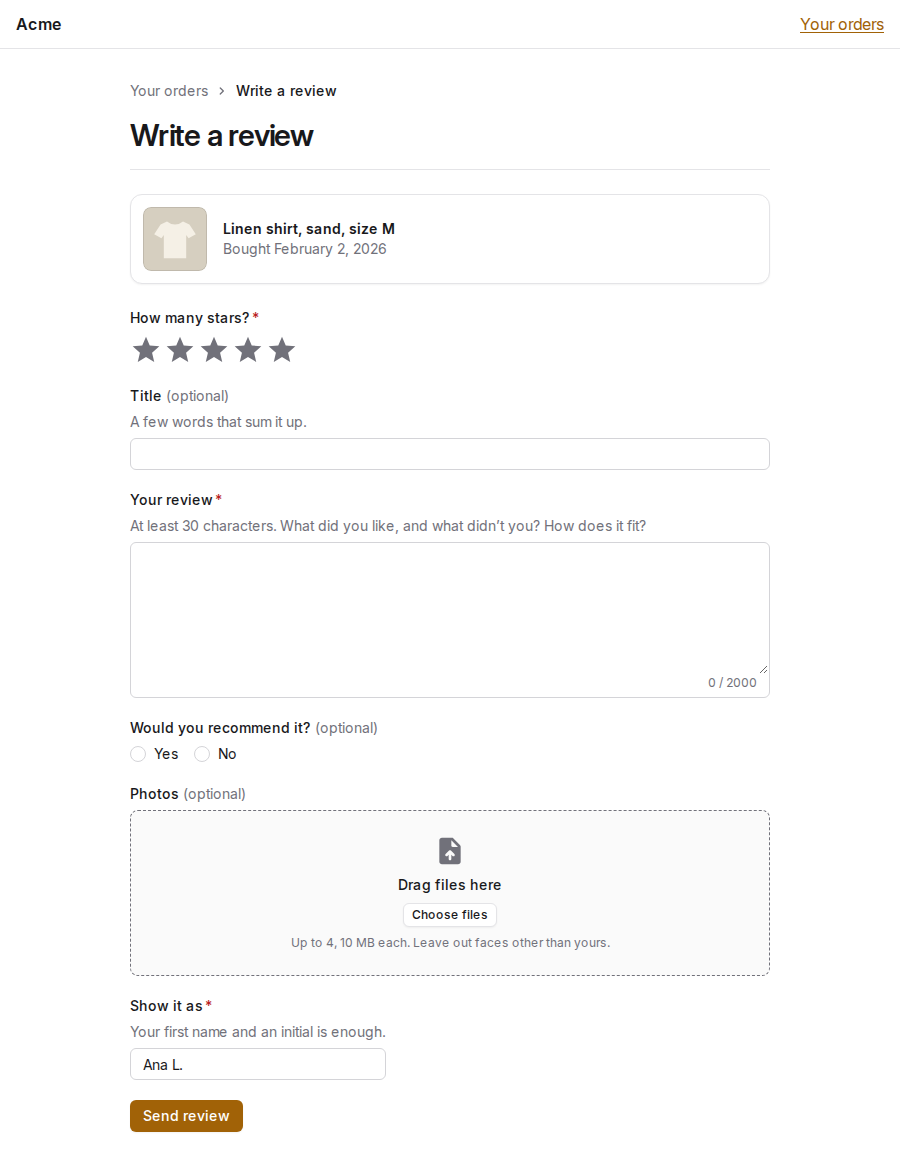 Acme
Your orders
Your orders > Write a review
Write a review
Linen shirt, sand, size M
Bought February 2, 2026
How many stars? *
Title (optional)
A few words that sum it up.
Your review *
At least 30 characters. What did you like, and what didn’t you? How does it fit?
0 / 2000
Would you recommend it? (optional)
Yes No
Photos (optional)
Drag files here
Choose files
Up to 4, 10 MB each. Leave out faces other than yours.
Show it as *
Your first name and an initial is enough.
Ana L.
Send review